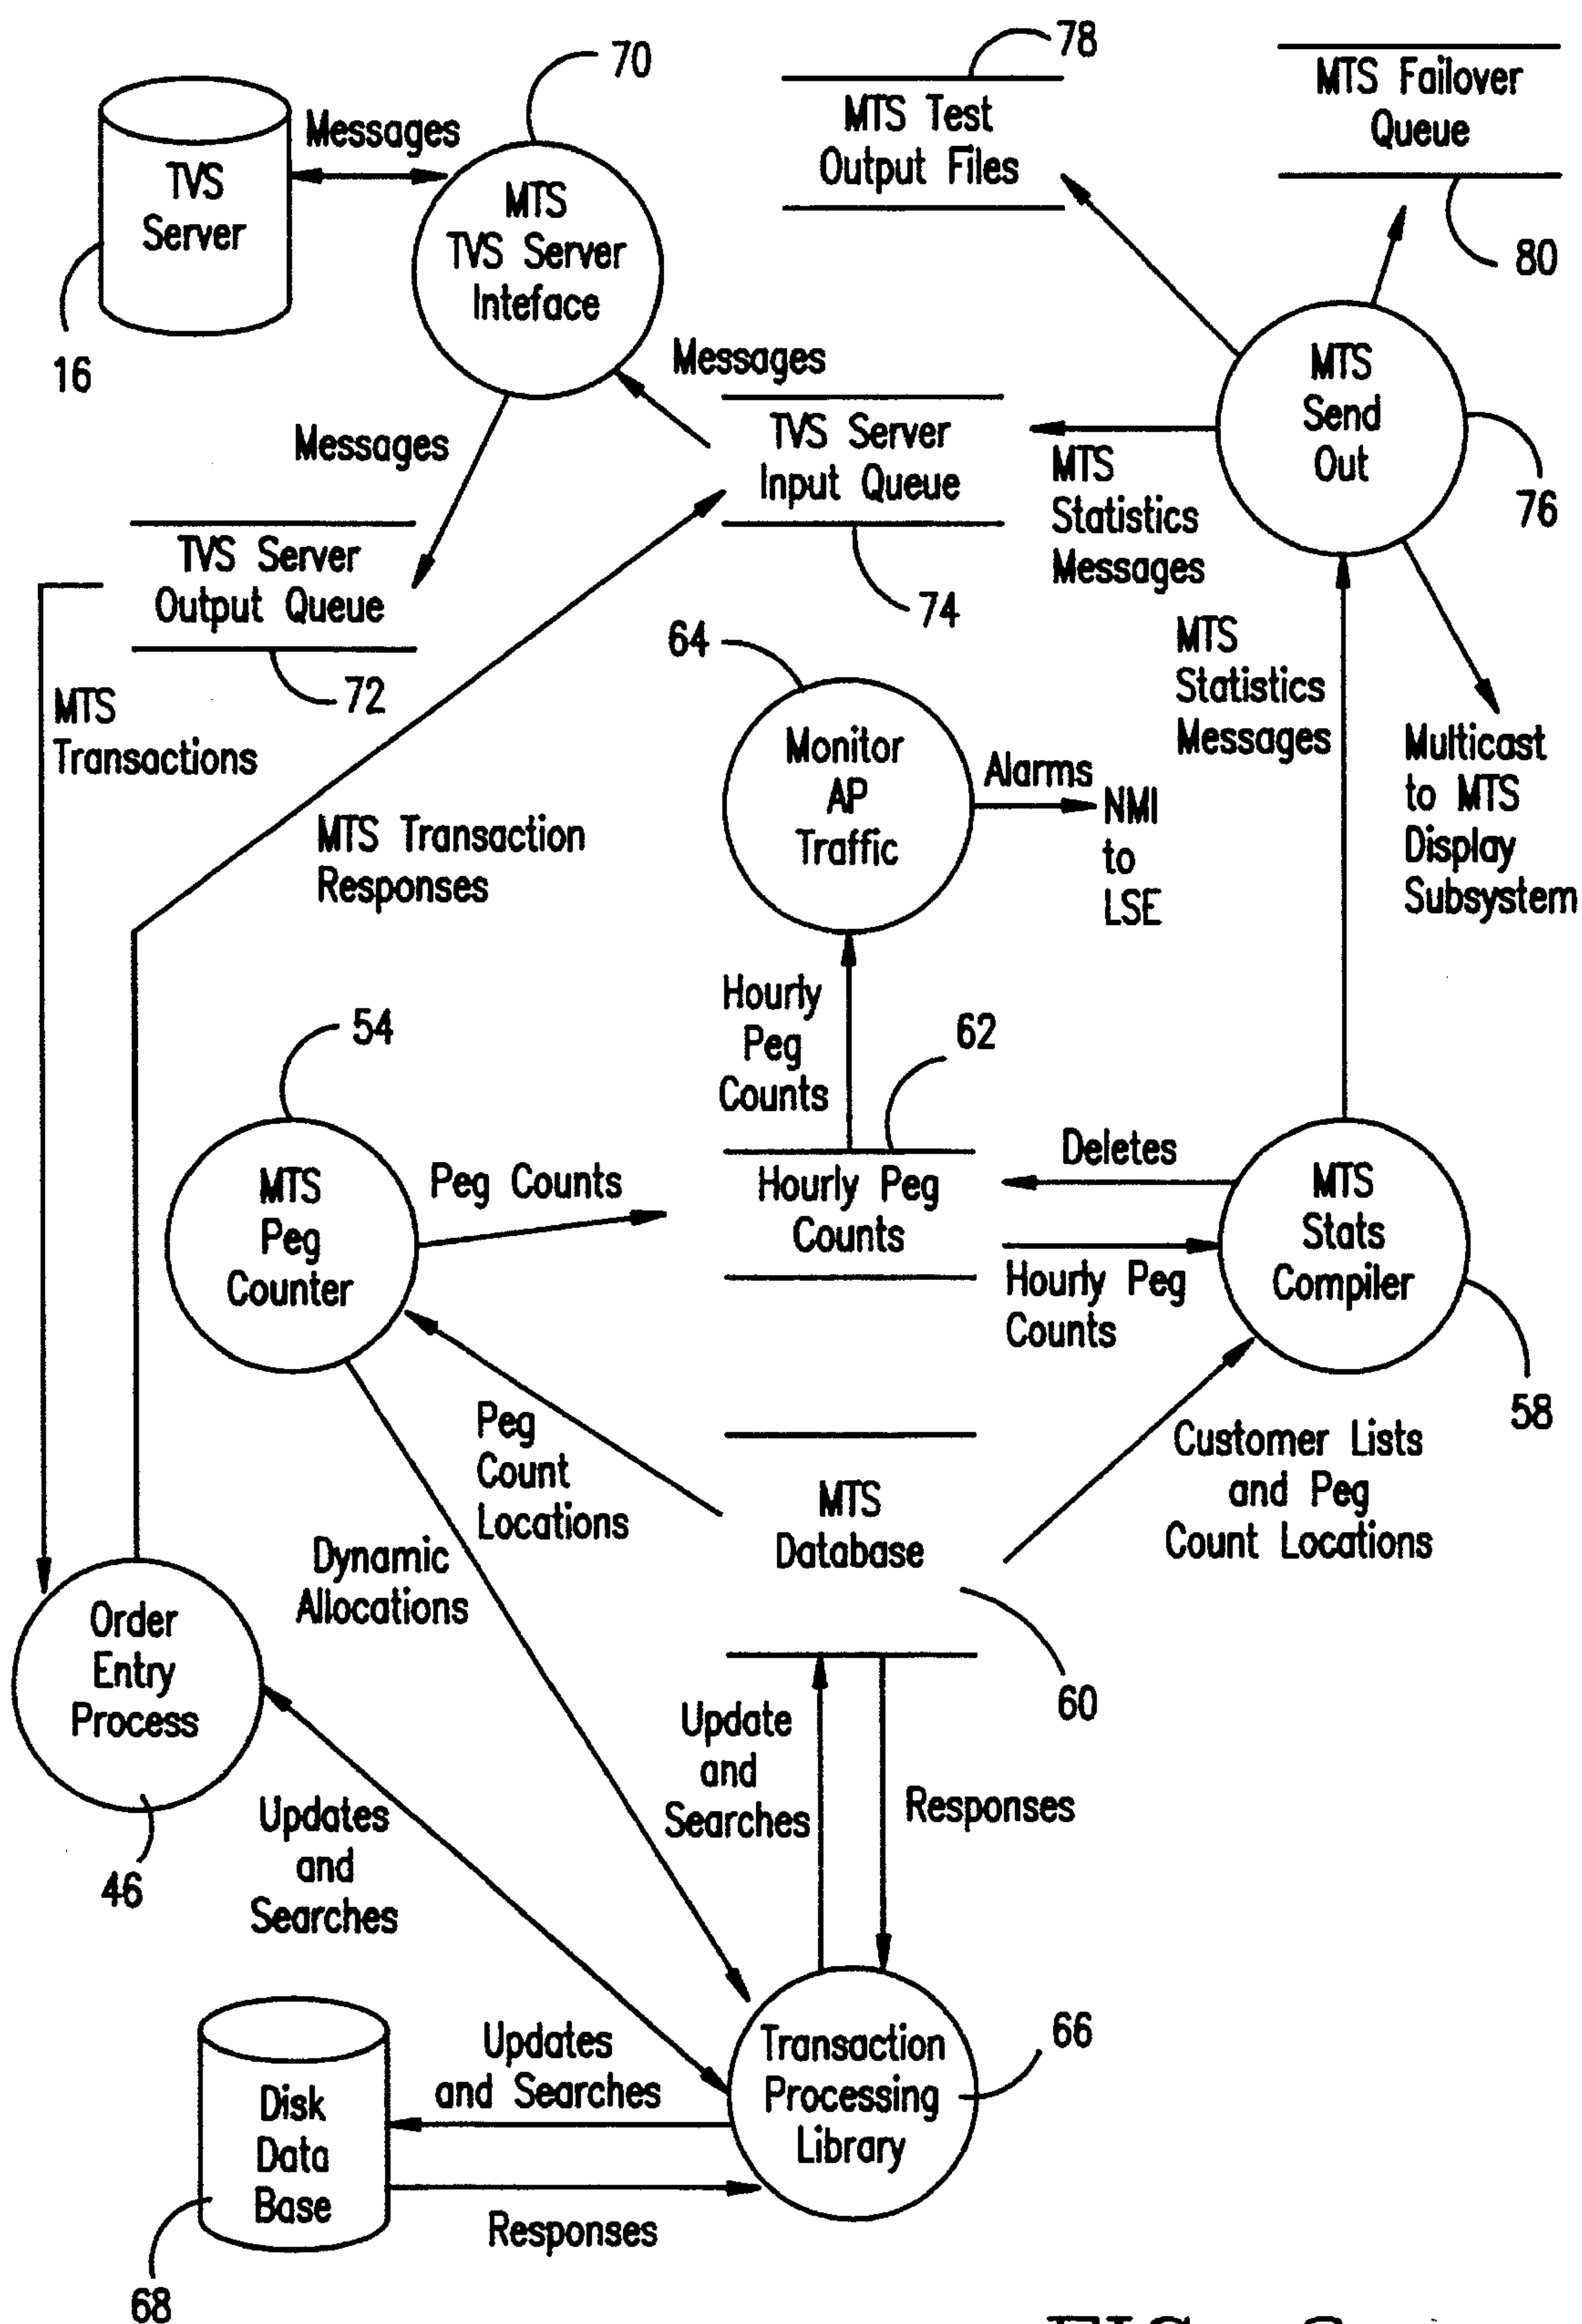 70
78
MTS Failover
Queue
80
TVS
Server
16
Messages
MTS
TVS Server
Inteface
MTS Test
Output Files
Messages
Messages
TVS Server
Input Queue
74
MTS
Send
Out
76
MTS
Statistics
Messages
TVS Server
Output Queue
72
MTS
Transactions
MTS Transaction
Responses
64
Monitor
AP
Traffic
Alarms
NMI
to
LSE
MTS
Statistics
Messages
Multicast
to MTS
Display
Subsystem
Hourly
Peg
Counts
62
54
MTS
Peg
Counter
Peg Counts
Hourly Peg
Counts
Deletes
Hourly Peg
Counts
MTS
Stats
Compiler
58
Peg
Count
Locations
MTS
Database
60
Customer Lists
and Peg
Count Locations
Dynamic
Allocations
Order
Entry
Process
46
Updates
and
Searches
Update
and
Searches
Responses
Transaction
Processing
Library
66
Updates
and Searches
Disk
Data
Base
68
Responses